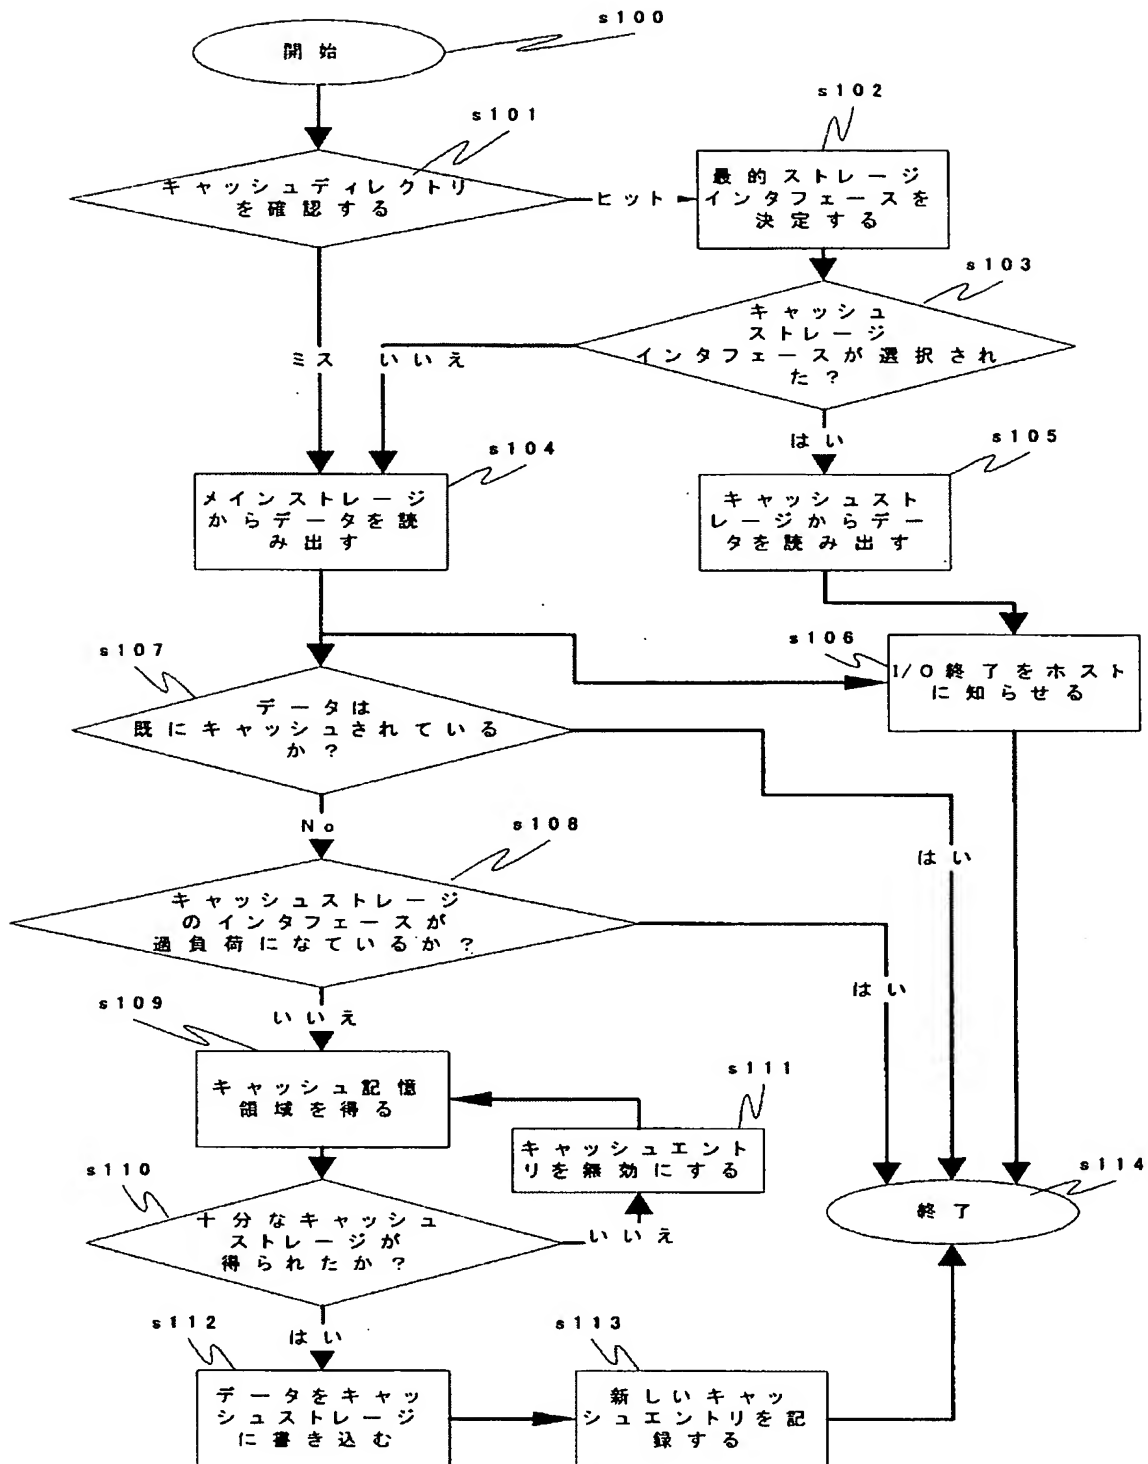 s100
開始
s101
s102
キャッシュディレクトリ
を確認する
ヒット
最的ストレージ
インタフェースを
決定する
s103
キャッシュ
ストレージ
インタフェースが選択され
た?
ミス
いいえ
はい
s104
s105
メインストレージ
からデータを読
み出す
キャッシュスト
レージからデー
タを読み出す
s106
I/O終了をホスト
に知らせる
s107
データは
既にキャッシュされている
か?
No
はい
s108
キャッシュストレージ
のインタフェースが
過負荷になているか?
はい
いいえ
s109
キャッシュ記憶
領域を得る
s111
キャッシュエント
リを無効にする
s110
十分なキャッシュ
ストレージが
得られたか?
いいえ
はい
s114
終了
s112
データをキャッ
シュストレージ
に書き込む
s113
新しいキャッ
シュエントリを記
録する